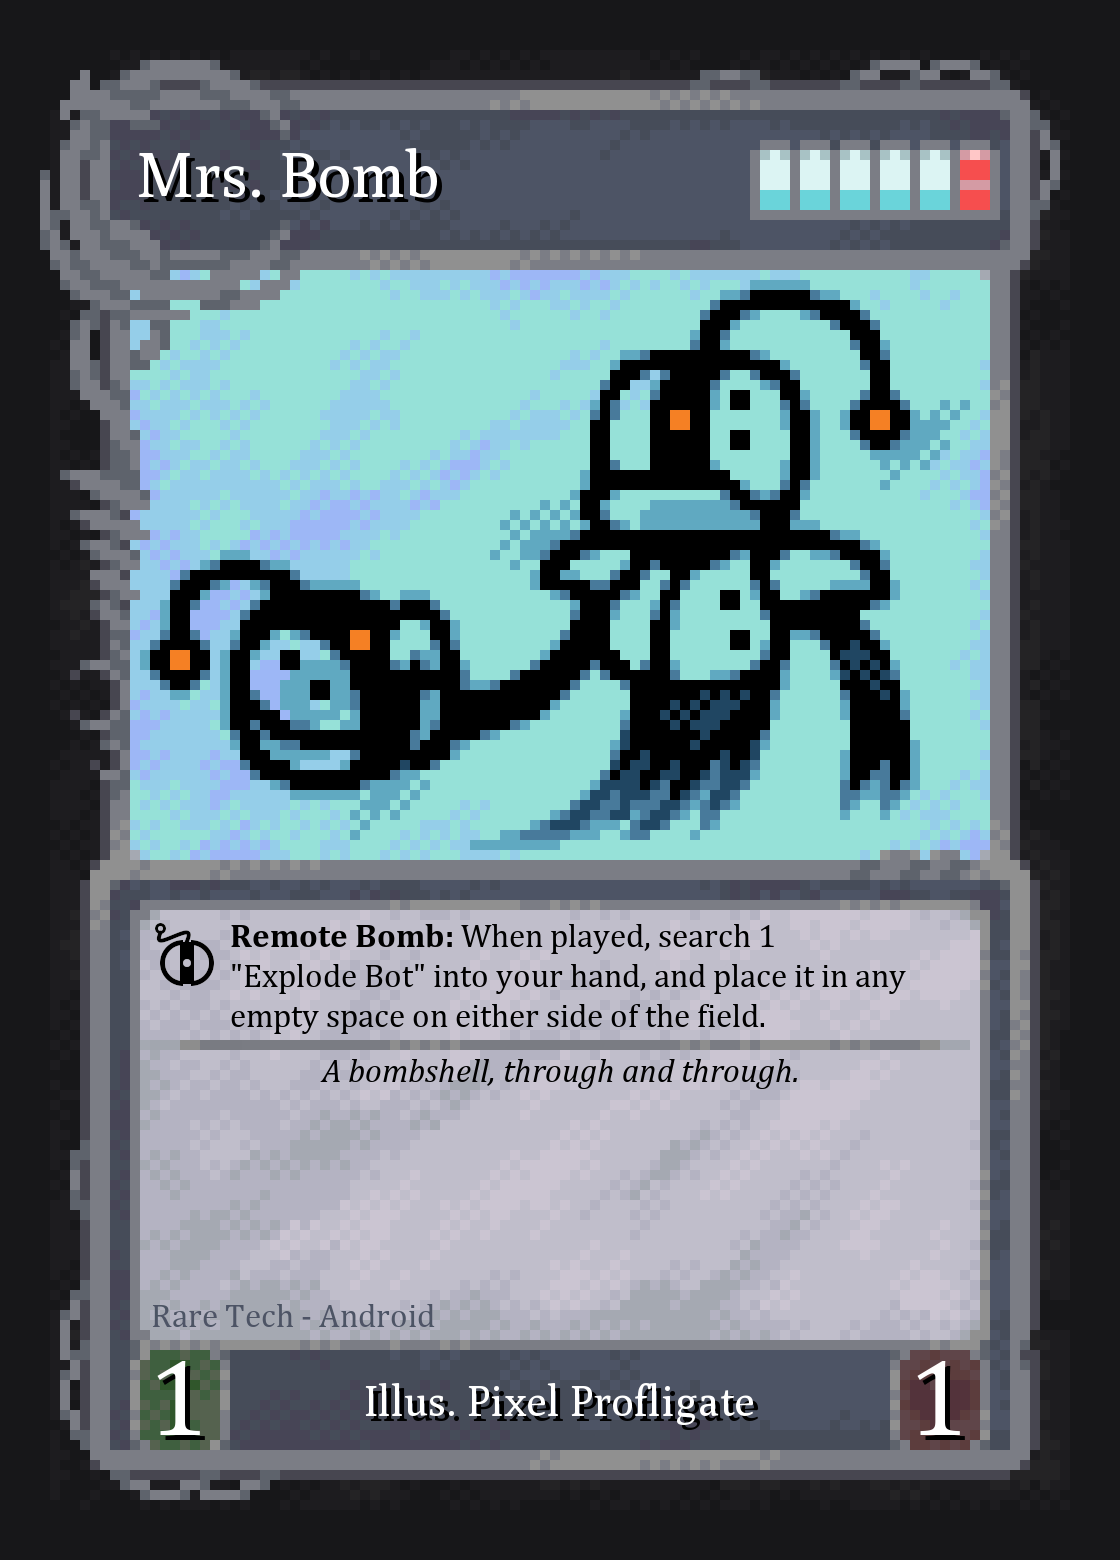 Mrs. Bomb
Remote Bomb: When played, search 1
"Explode Bot" into your hand, and place it in any
empty space on either side of the field.
A bombshell, through and through.
Rare Tech - Android
1 Illus. Pixel Profligate 1